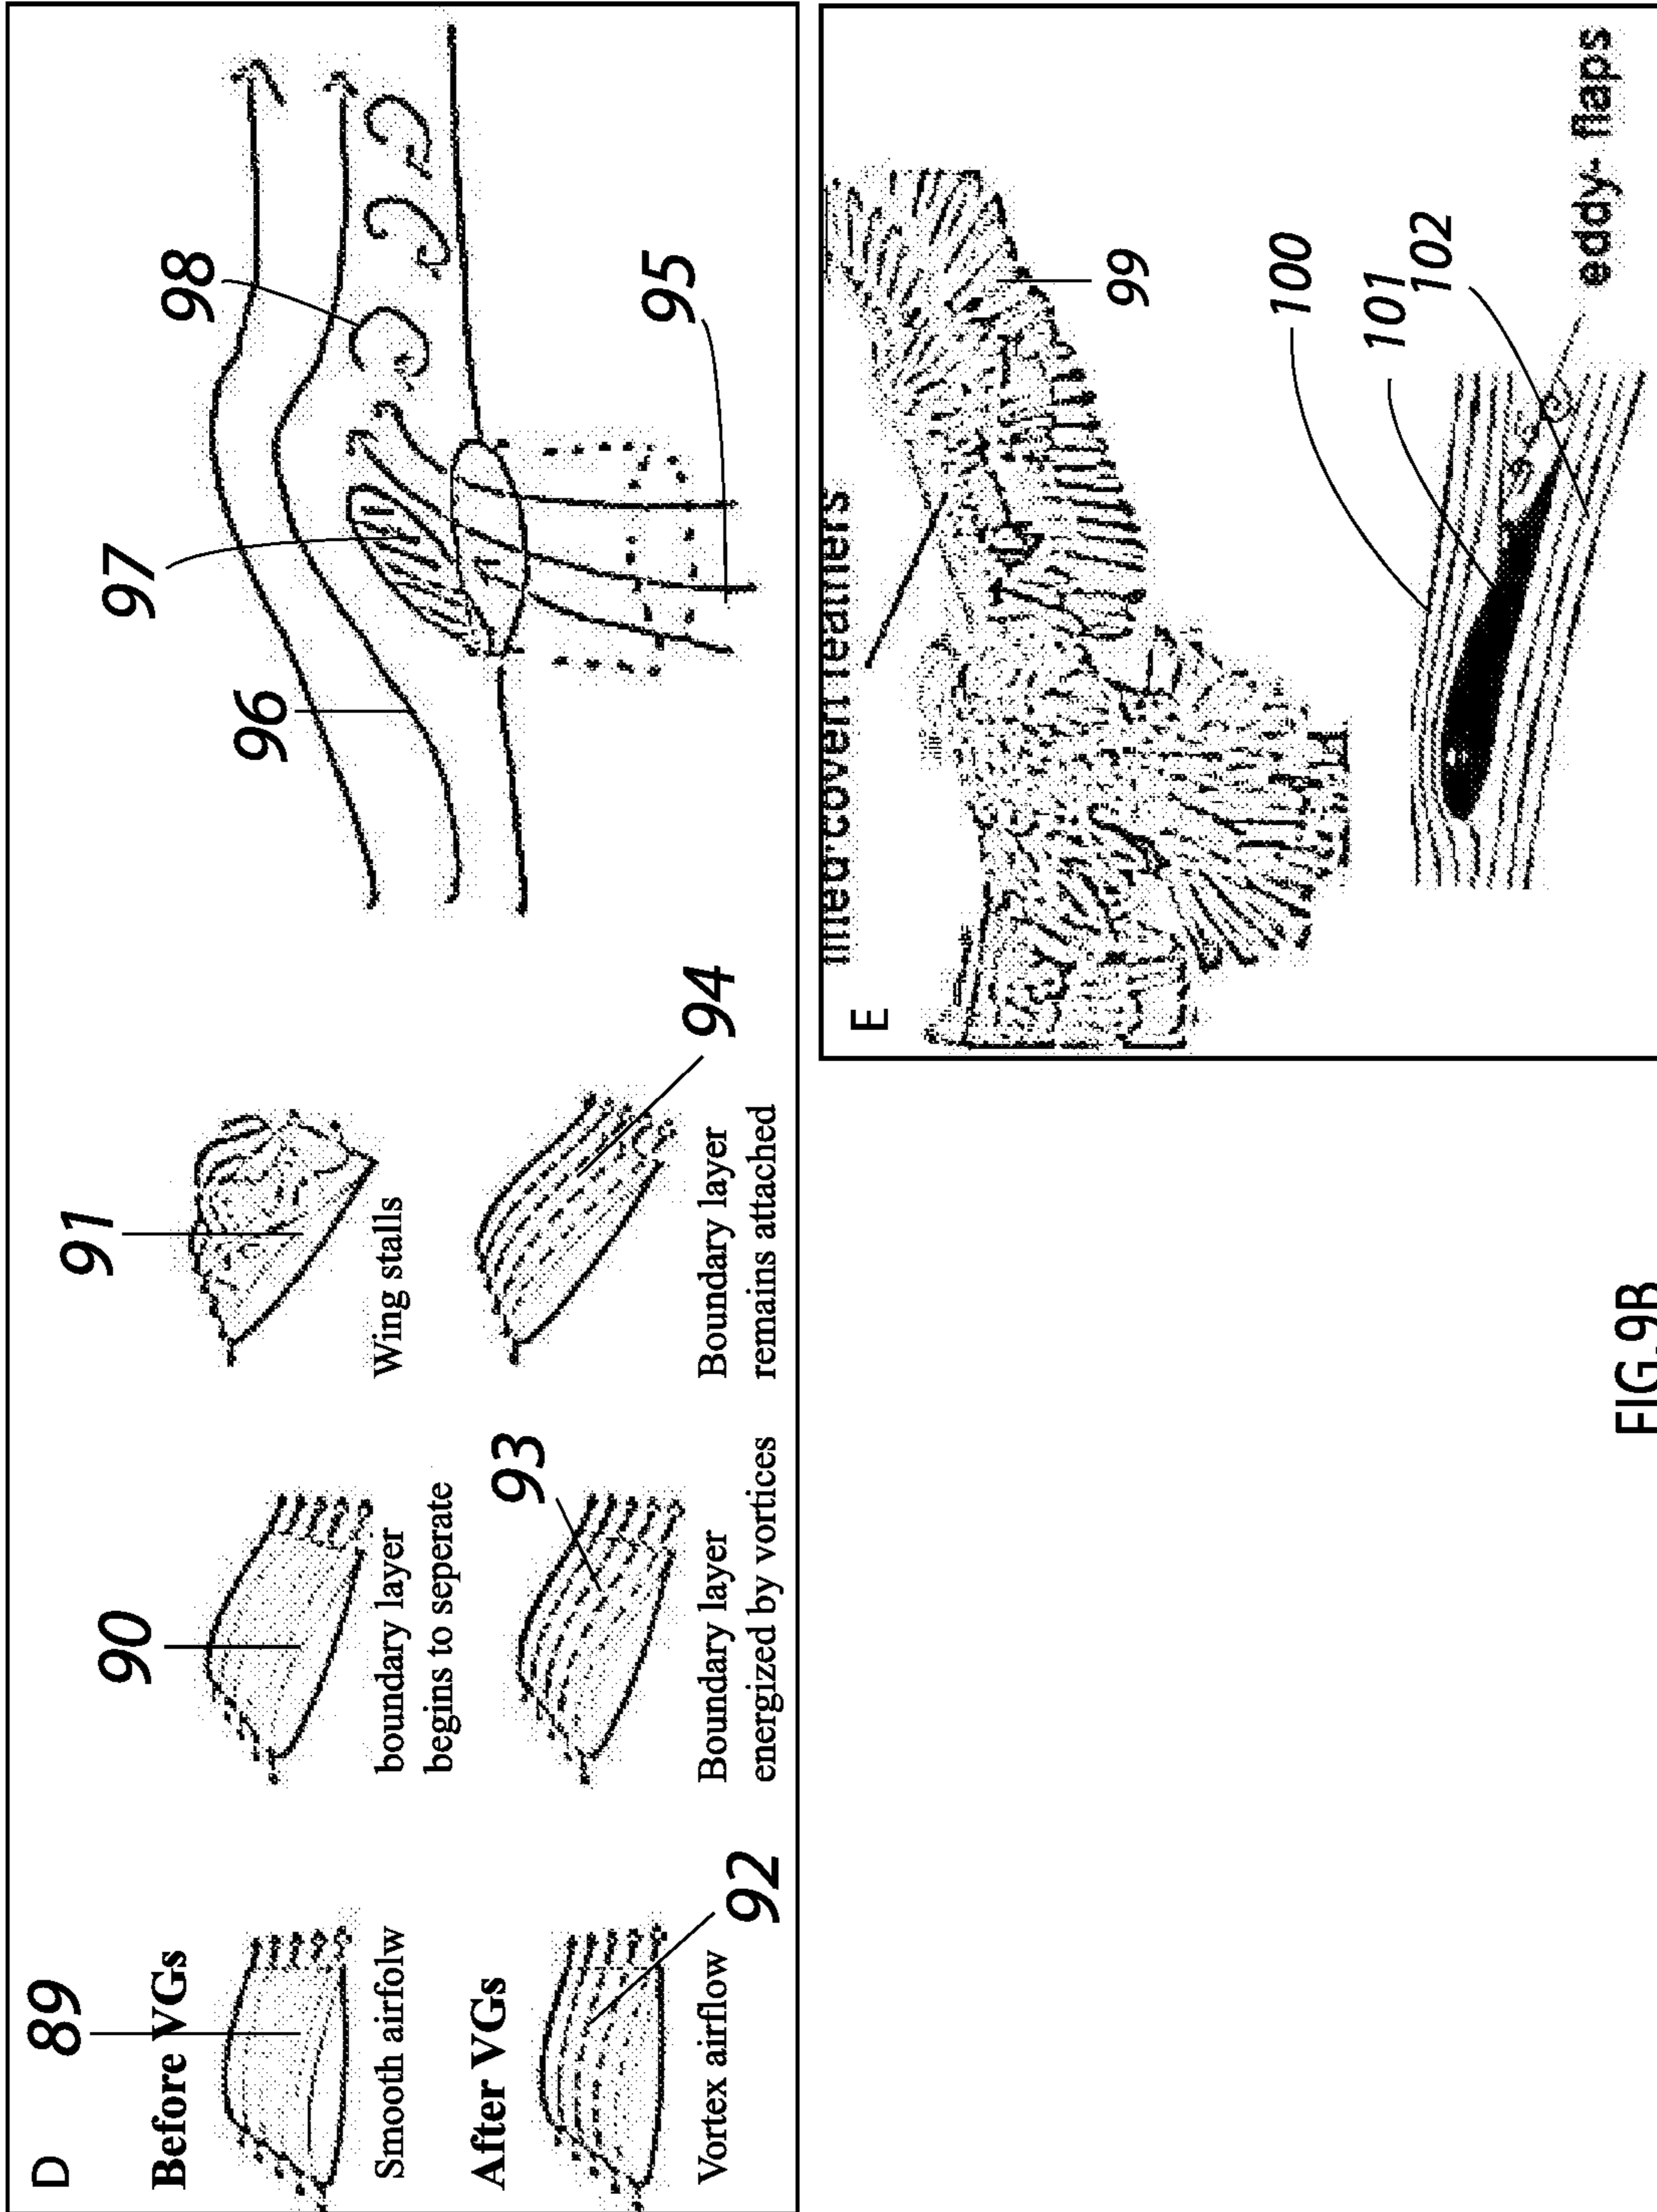 D
89
90
91
Before VGs
Smooth airfolw
boundary layer
begins to seperate
Wing stalls
After VGs
92
93
94
Vortex airflow
Boundary layer
energized by vortices
Boundary layer
remains attached
97
96
98
95
E
covert feathers
99
100
101
102
eddy- flaps
FIG.9B